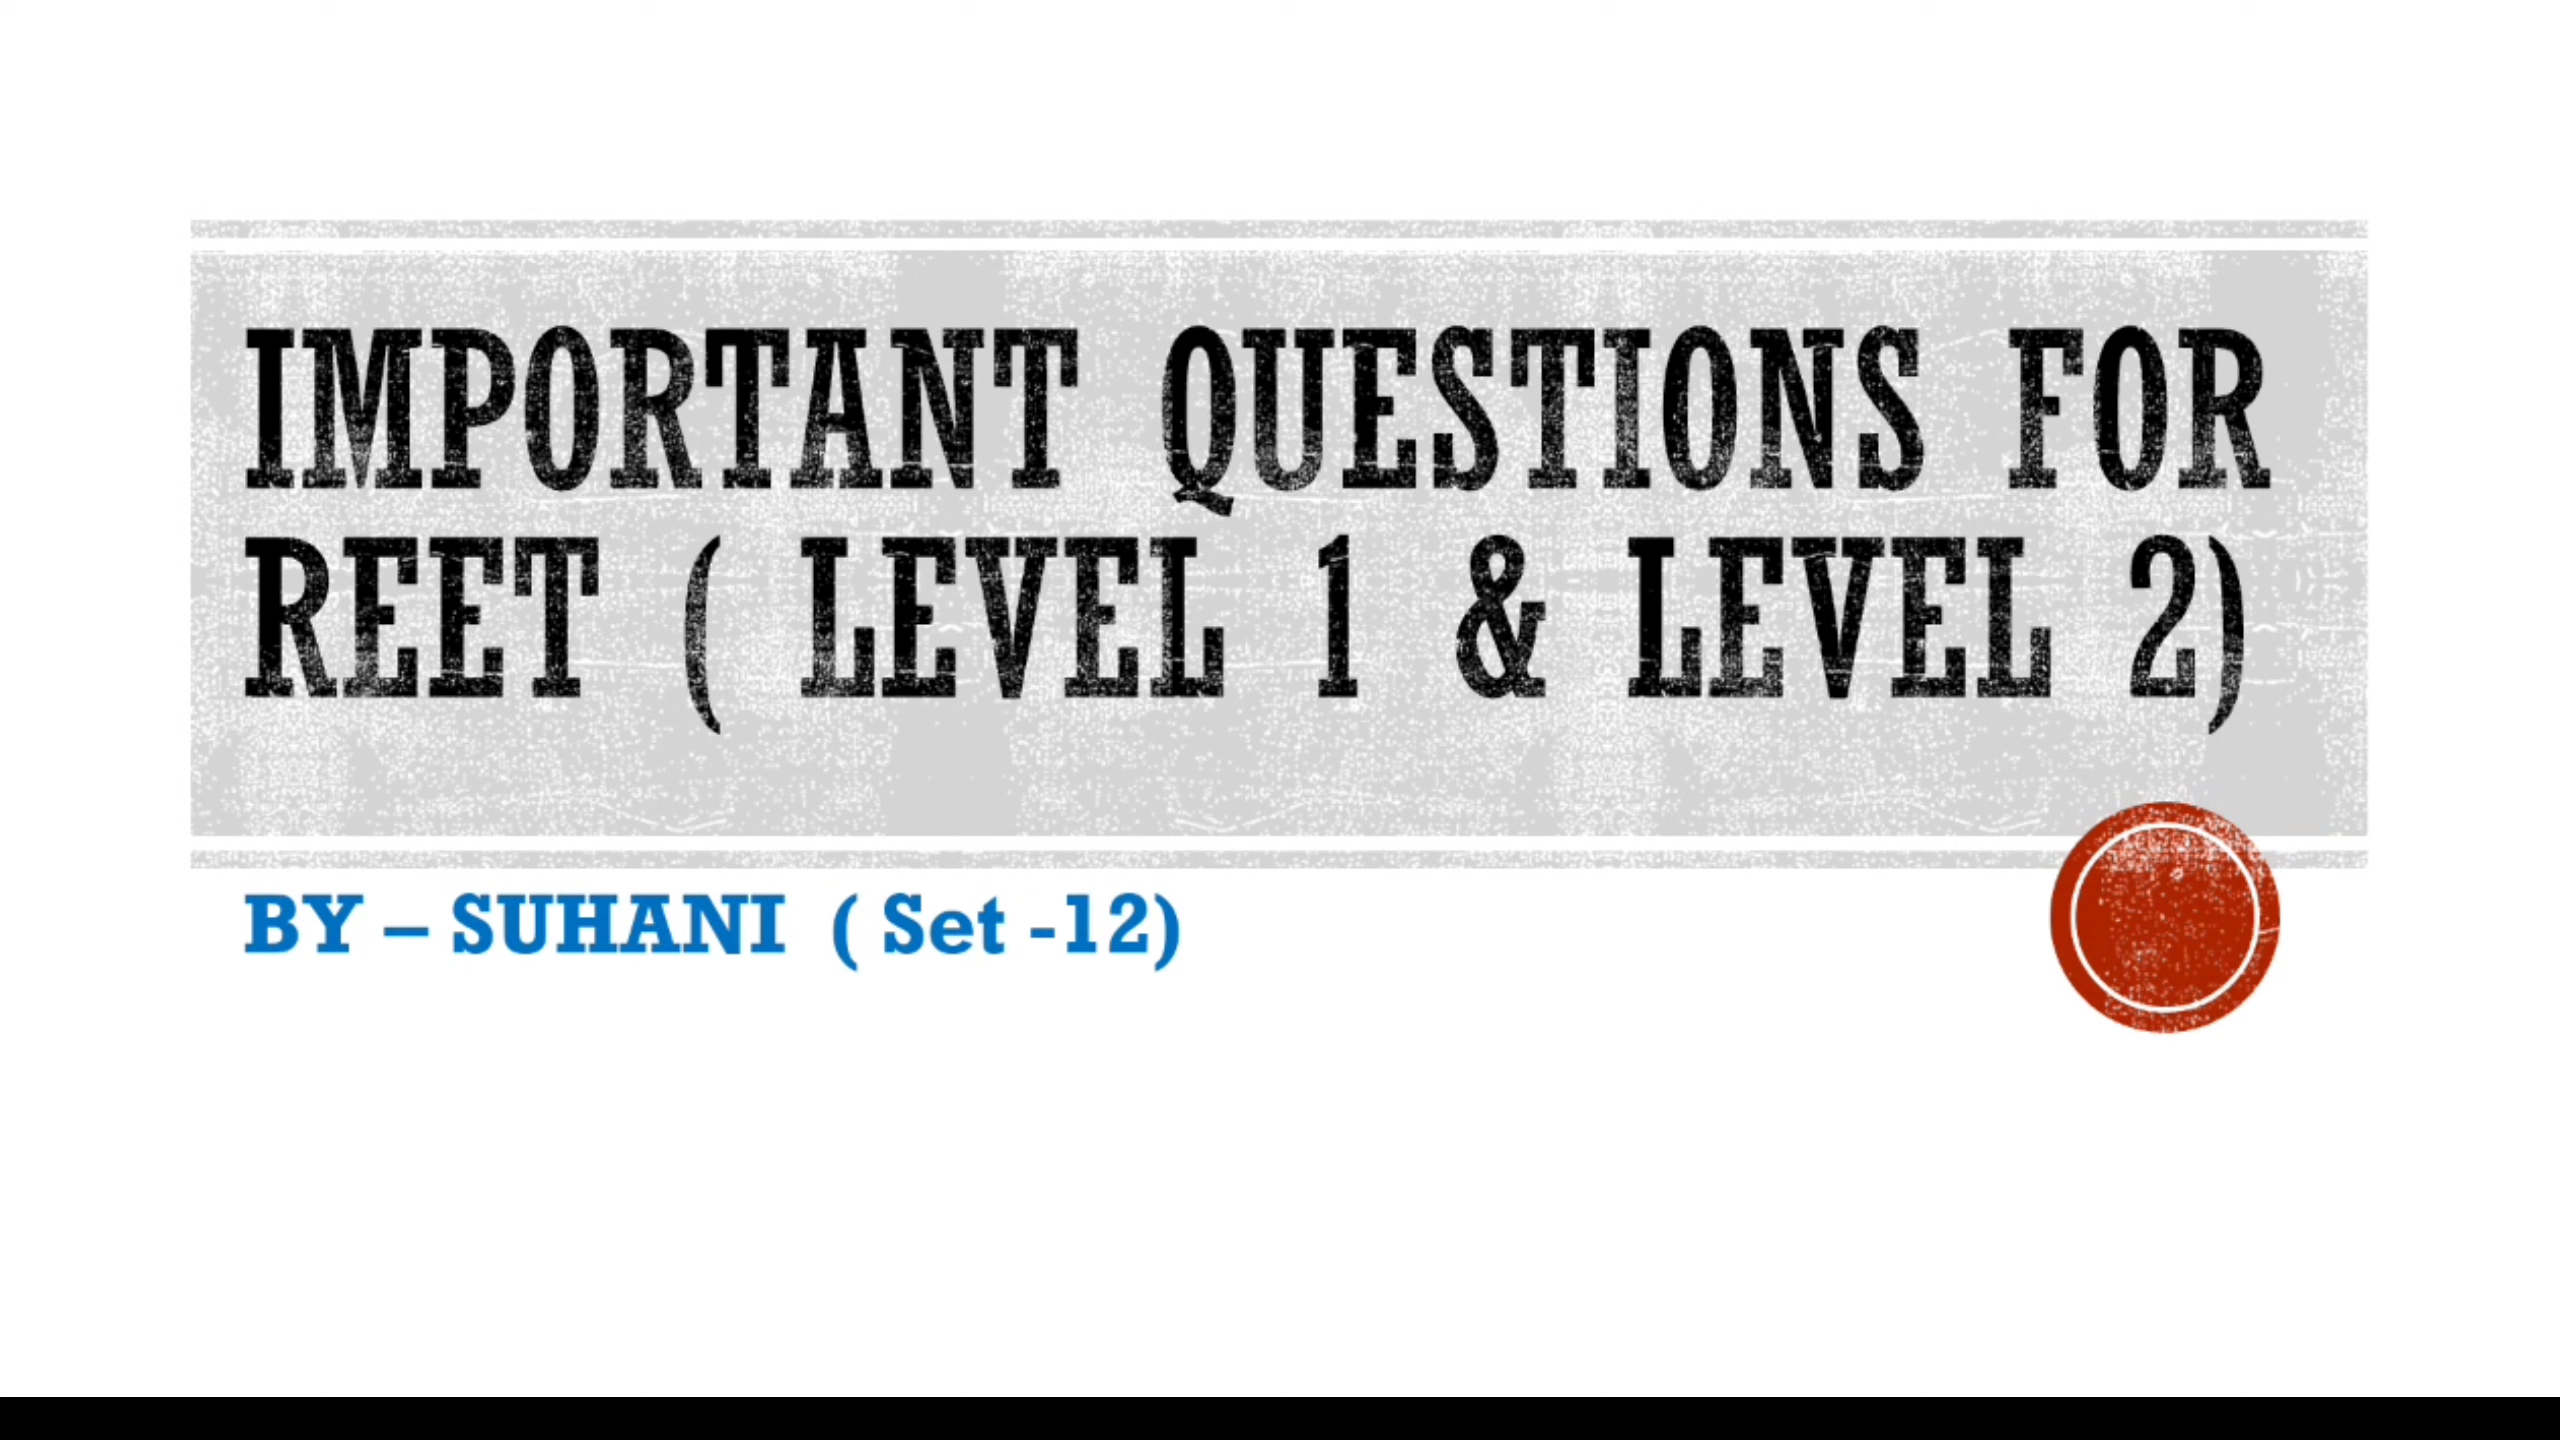 IMPORTANT QUESTIONS FOR
REET ( LEVEL 1 & LEVEL 2)
BY – SUHANI ( Set -12)